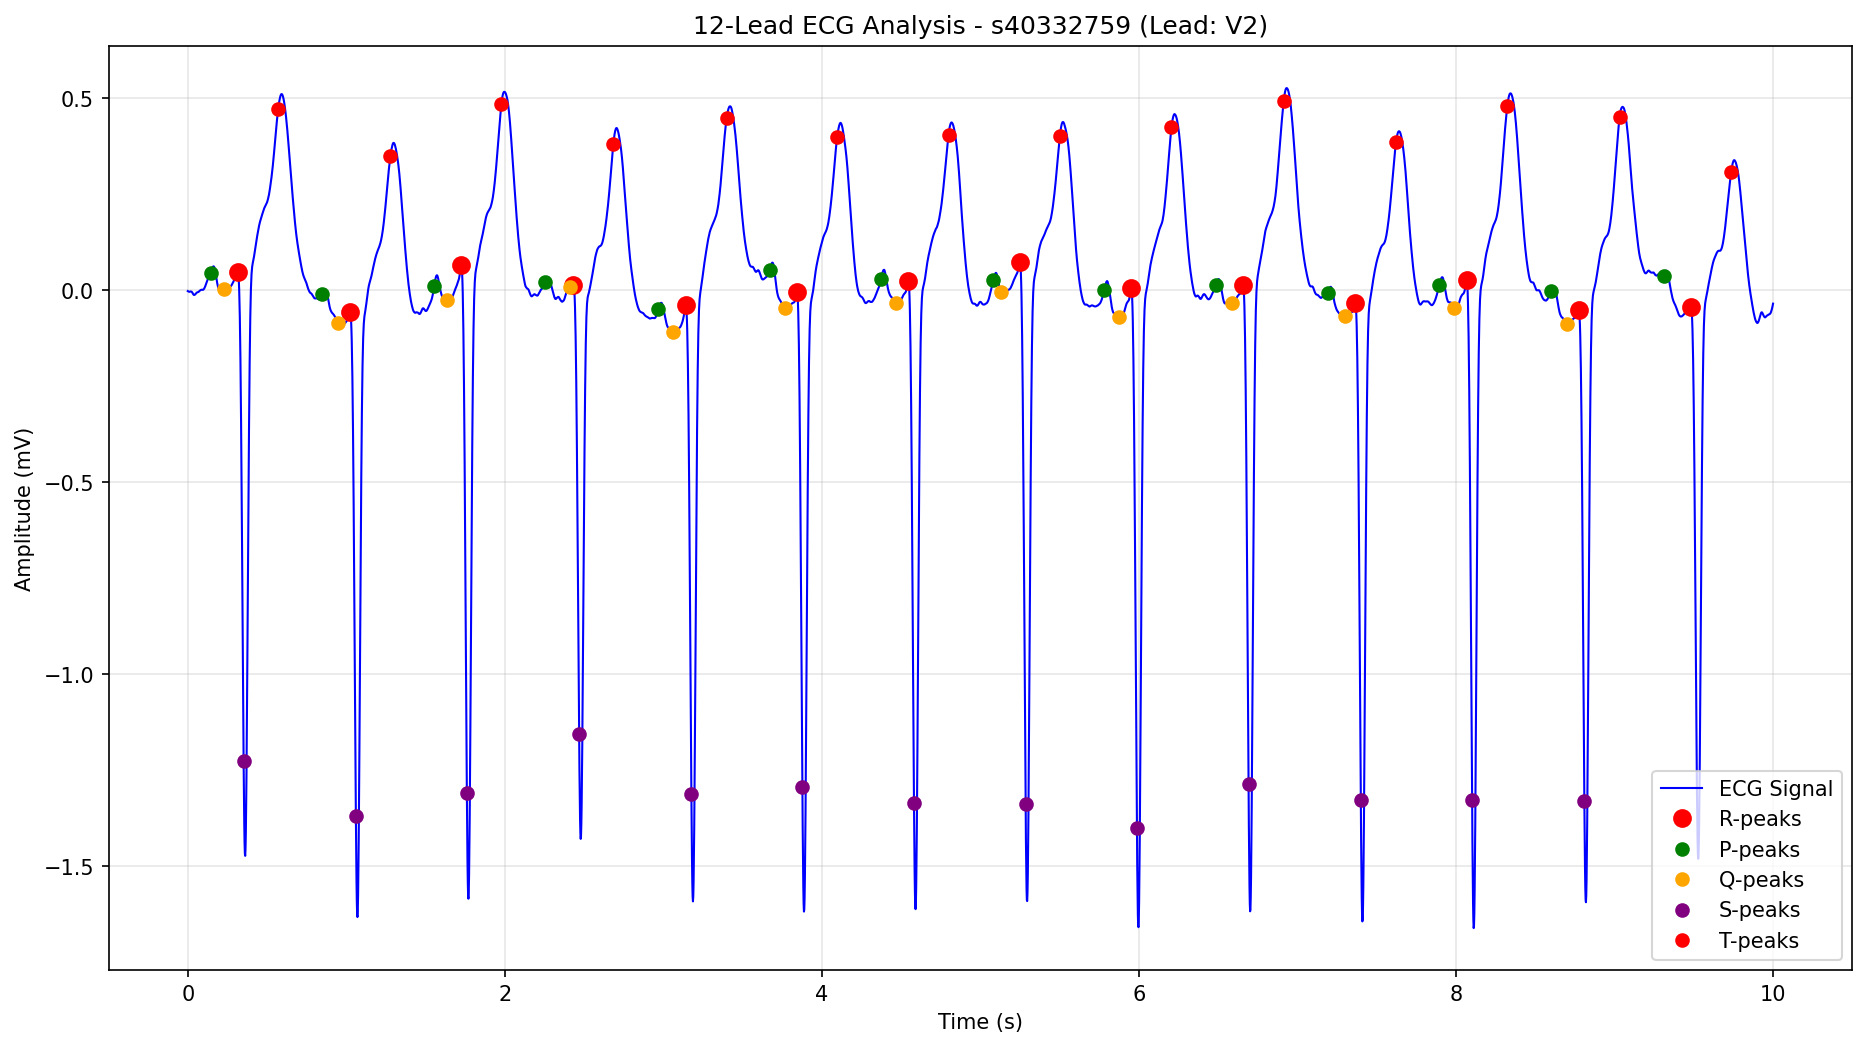 12-Lead ECG Analysis - s40332759 (Lead: V2)
0.5
0.0
−0.5
−1.0
−1.5
Amplitude (mV)
0 2 4 6 8 10
Time (s)
ECG Signal
R-peaks
P-peaks
Q-peaks
S-peaks
T-peaks